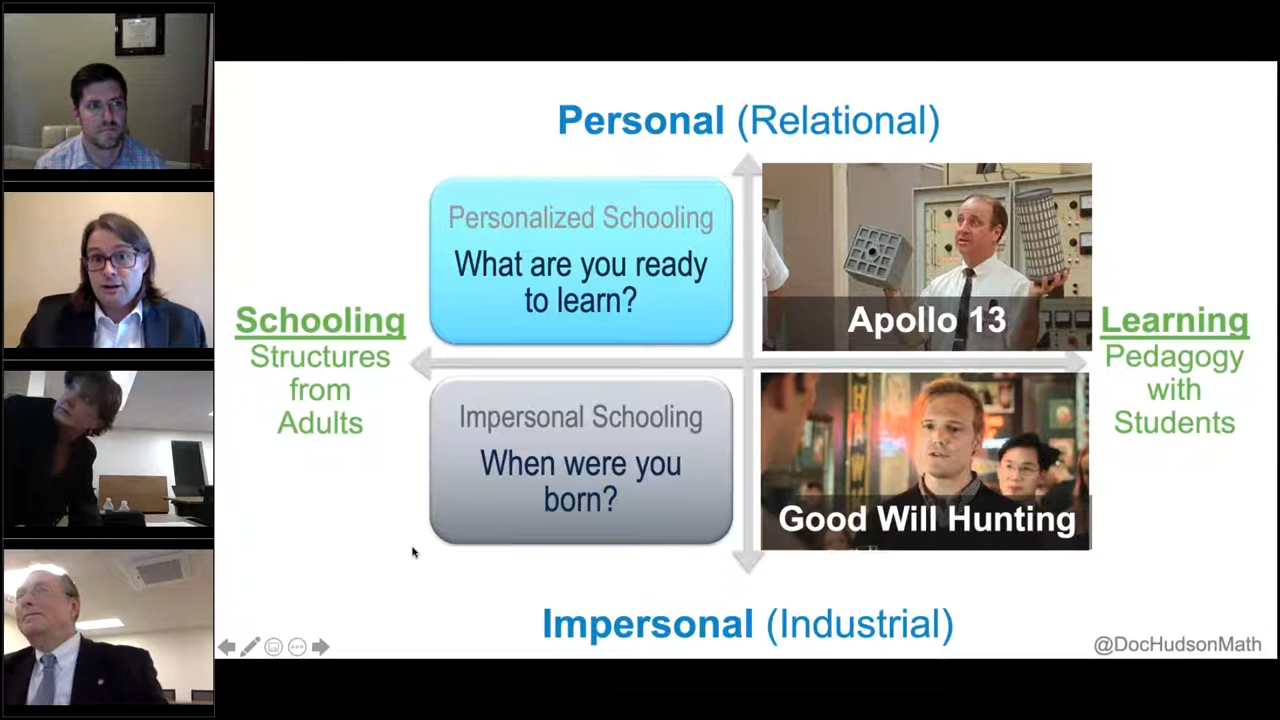 Personal (Relational)
Personalized Schooling
What are you ready
to learn?
Apollo 13
Schooling
Structures
from
Adults
Learning
Pedagogy
with
Students
Impersonal Schooling
When were you
born?
Good Will Hunting
Impersonal (Industrial)
@DocHudsonMath